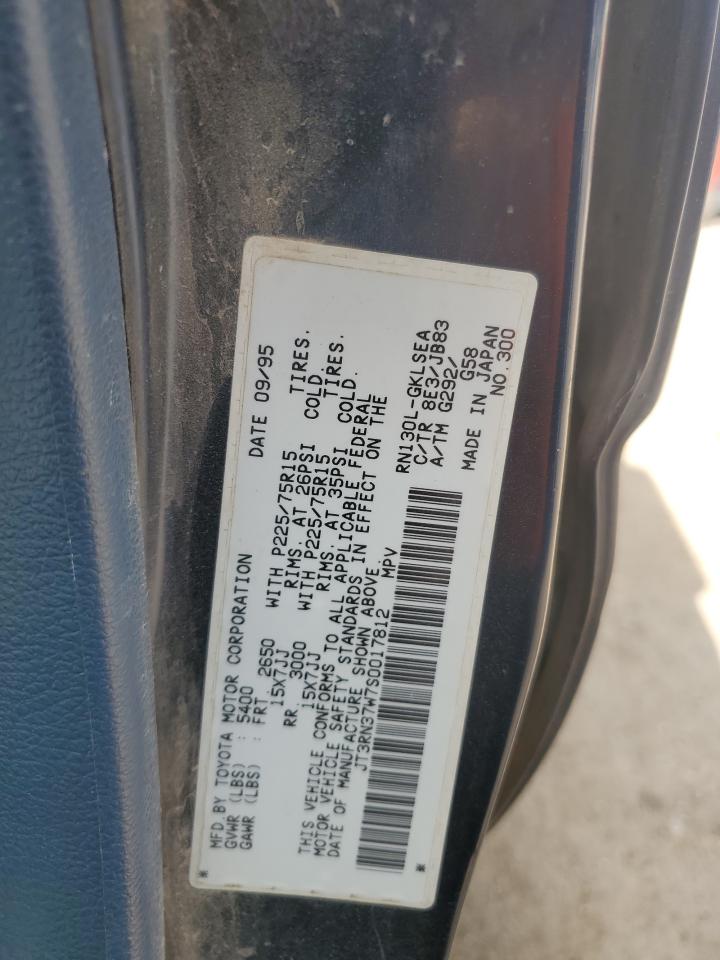 MFD. BY TOYOTA MOTOR CORPORATION DATE 09/95
GVWR (LBS) : 5400
GAWR (LBS) : FRT 2650 WITH P225/75R15 TIRES.
15X7JJ RIMS. AT 26PSI COLD.
RR 3000 WITH P225/75R15 TIRES.
15X7JJ RIMS. AT 35PSI COLD.
THIS VEHICLE CONFORMS TO ALL APPLICABLE FEDERAL
MOTOR VEHICLE SAFETY STANDARDS IN EFFECT ON THE
DATE OF MANUFACTURE SHOWN ABOVE.
JT3RN37W7S0017812 MPV
RN130L-GKLSEA
C/TR 8E3/JB83
A/TM G292/
G58
MADE IN JAPAN
NO.300